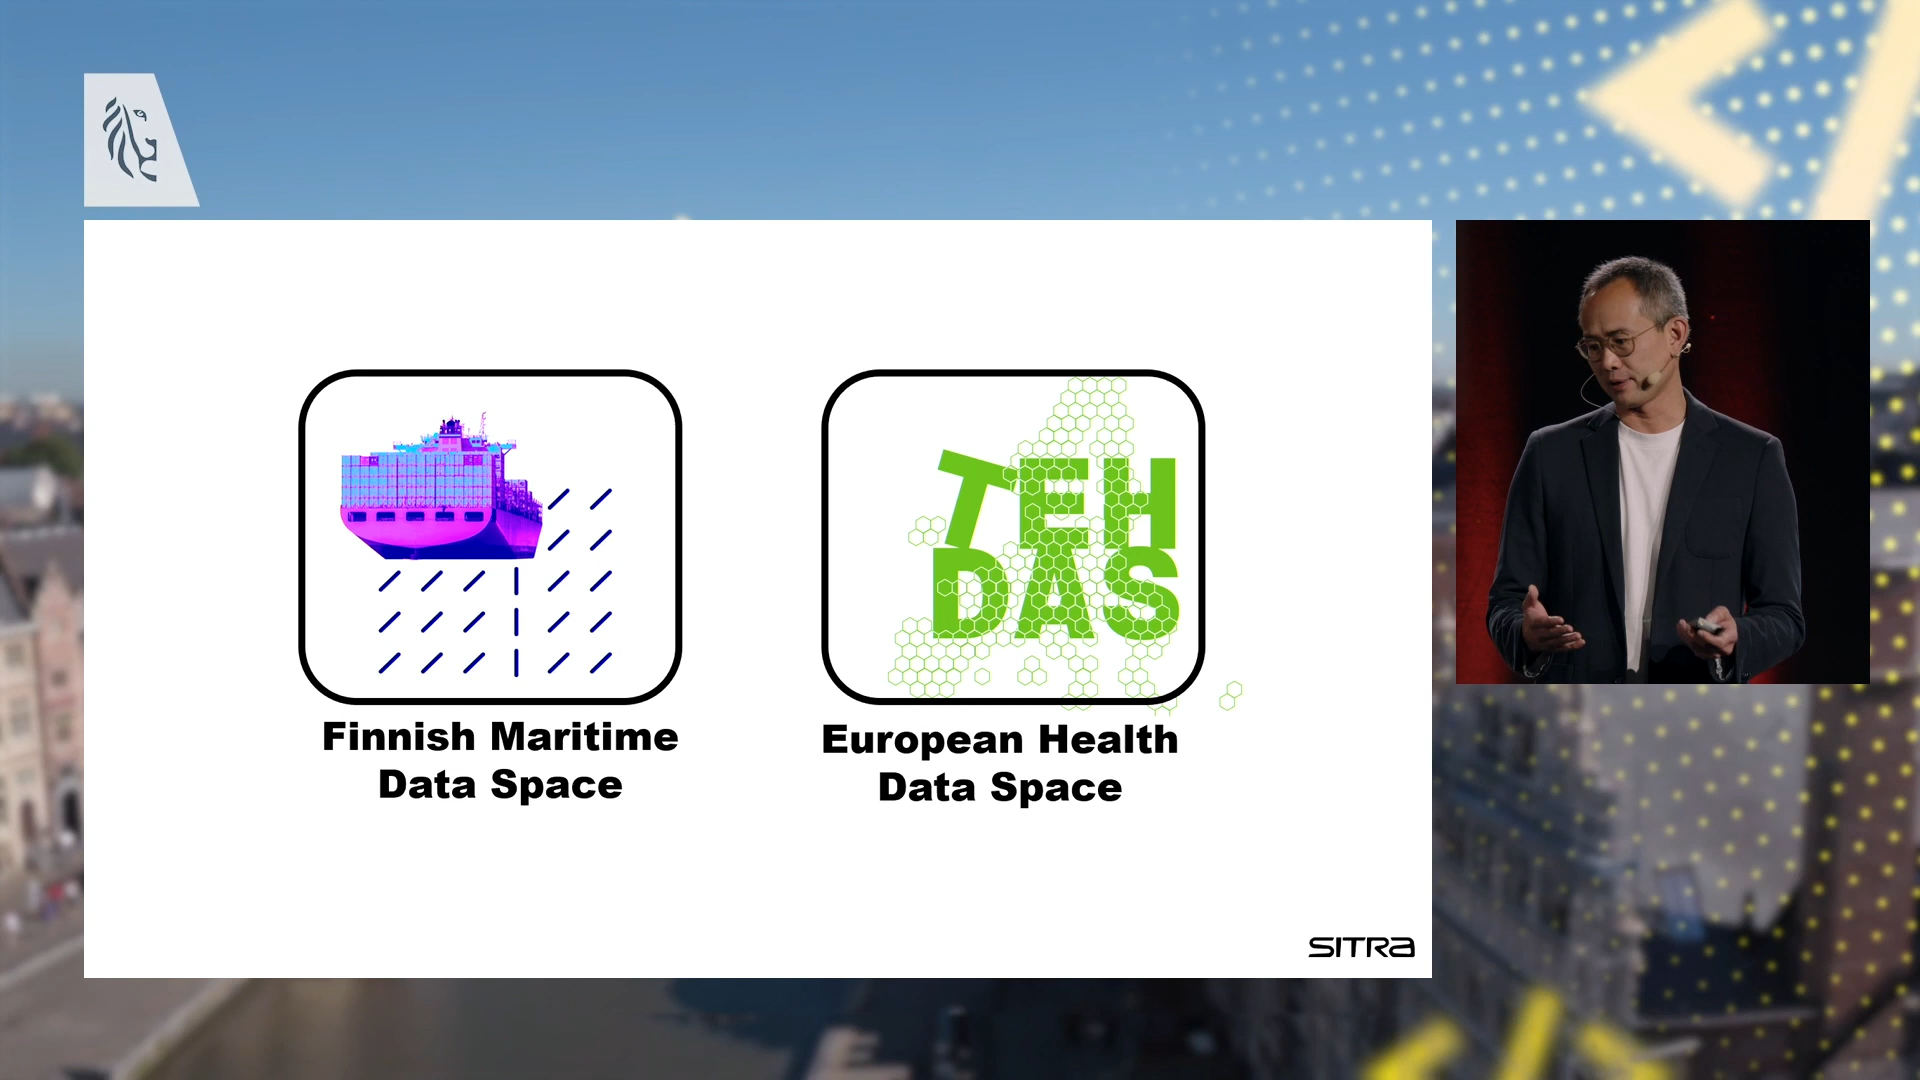 TEH
DAS
Finnish Maritime
Data Space
European Health
Data Space
SITRA